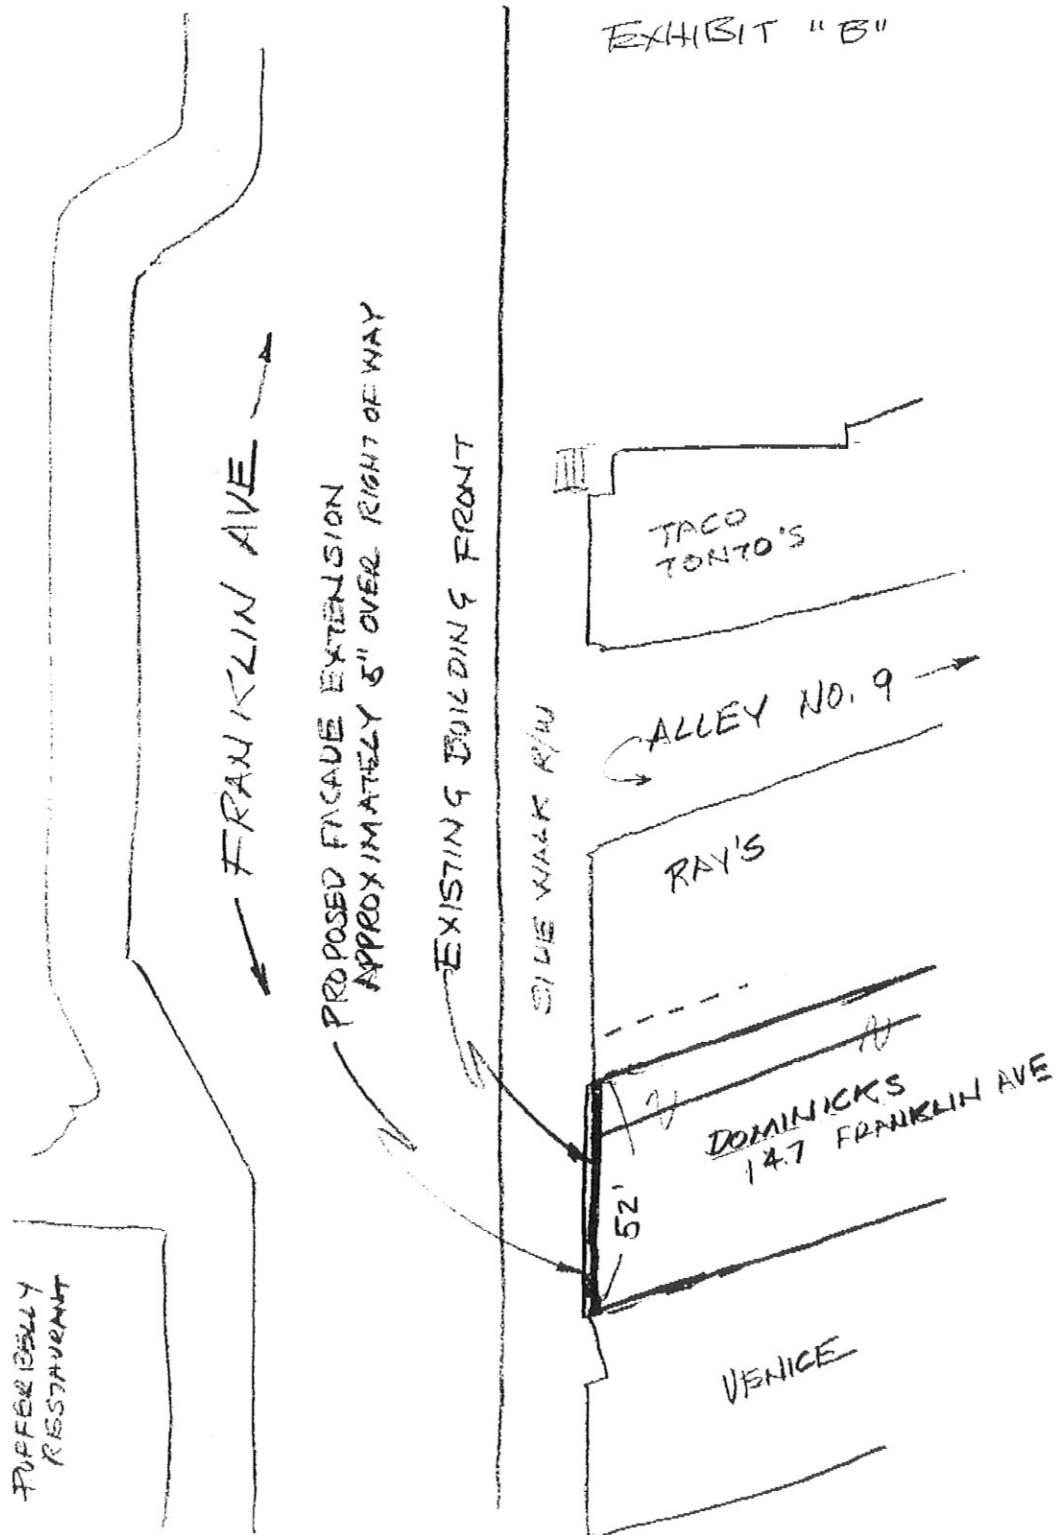 EXHIBIT "B"
FRANKLIN AVE
PROPOSED FACADE EXTENSION
APPROXIMATELY 5" OVER RIGHT OF WAY
EXISTING BUILDING FRONT
SIDE WALK R/W
TACO
TONTO'S
ALLEY NO. 9
RAY'S
DOMINICKS
147 FRANKLIN AVE
52'
VENICE
PUFFERBELLY
RESTAURANT